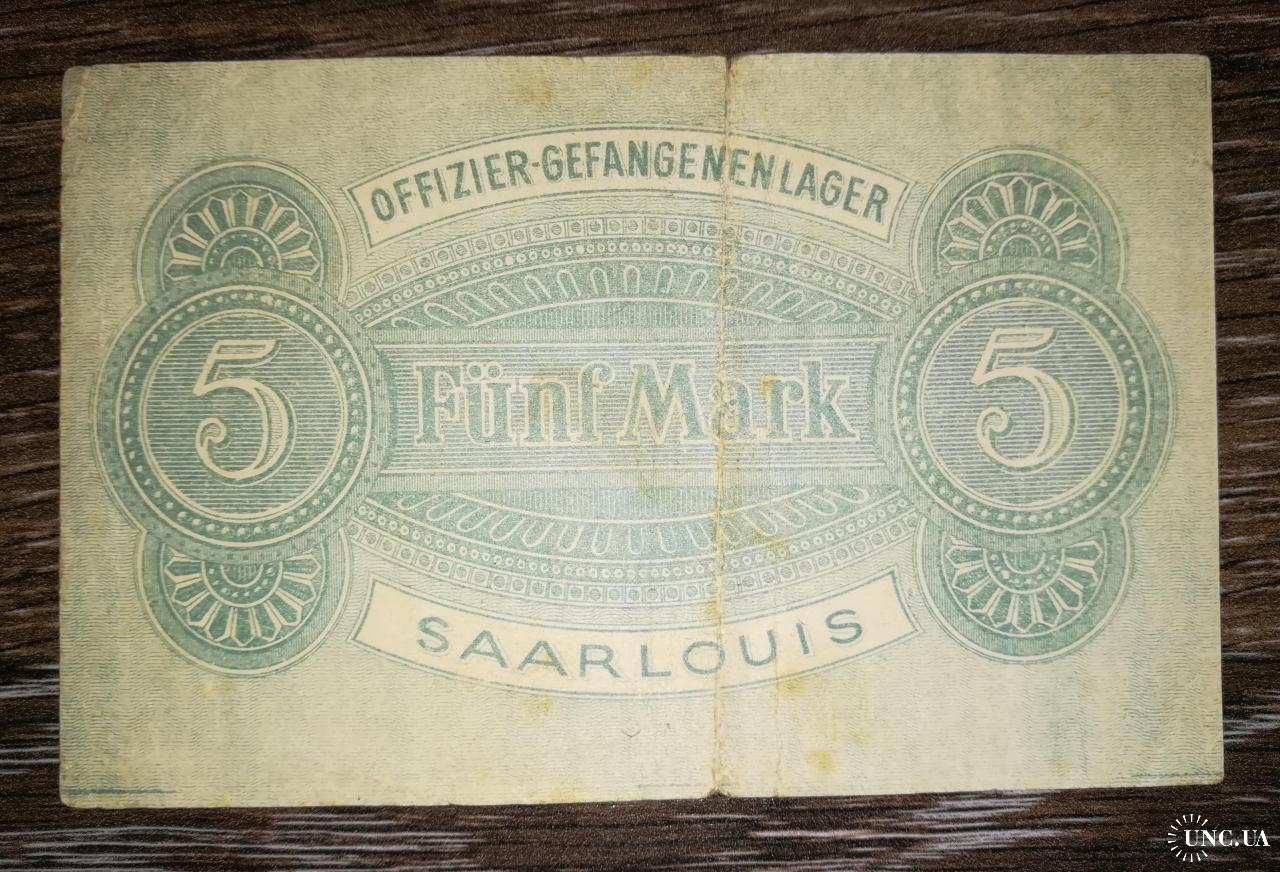 OFFIZIER-GEFANGENENLAGER
5 Fünf Mark 5
SAARLOUIS
UNC.UA